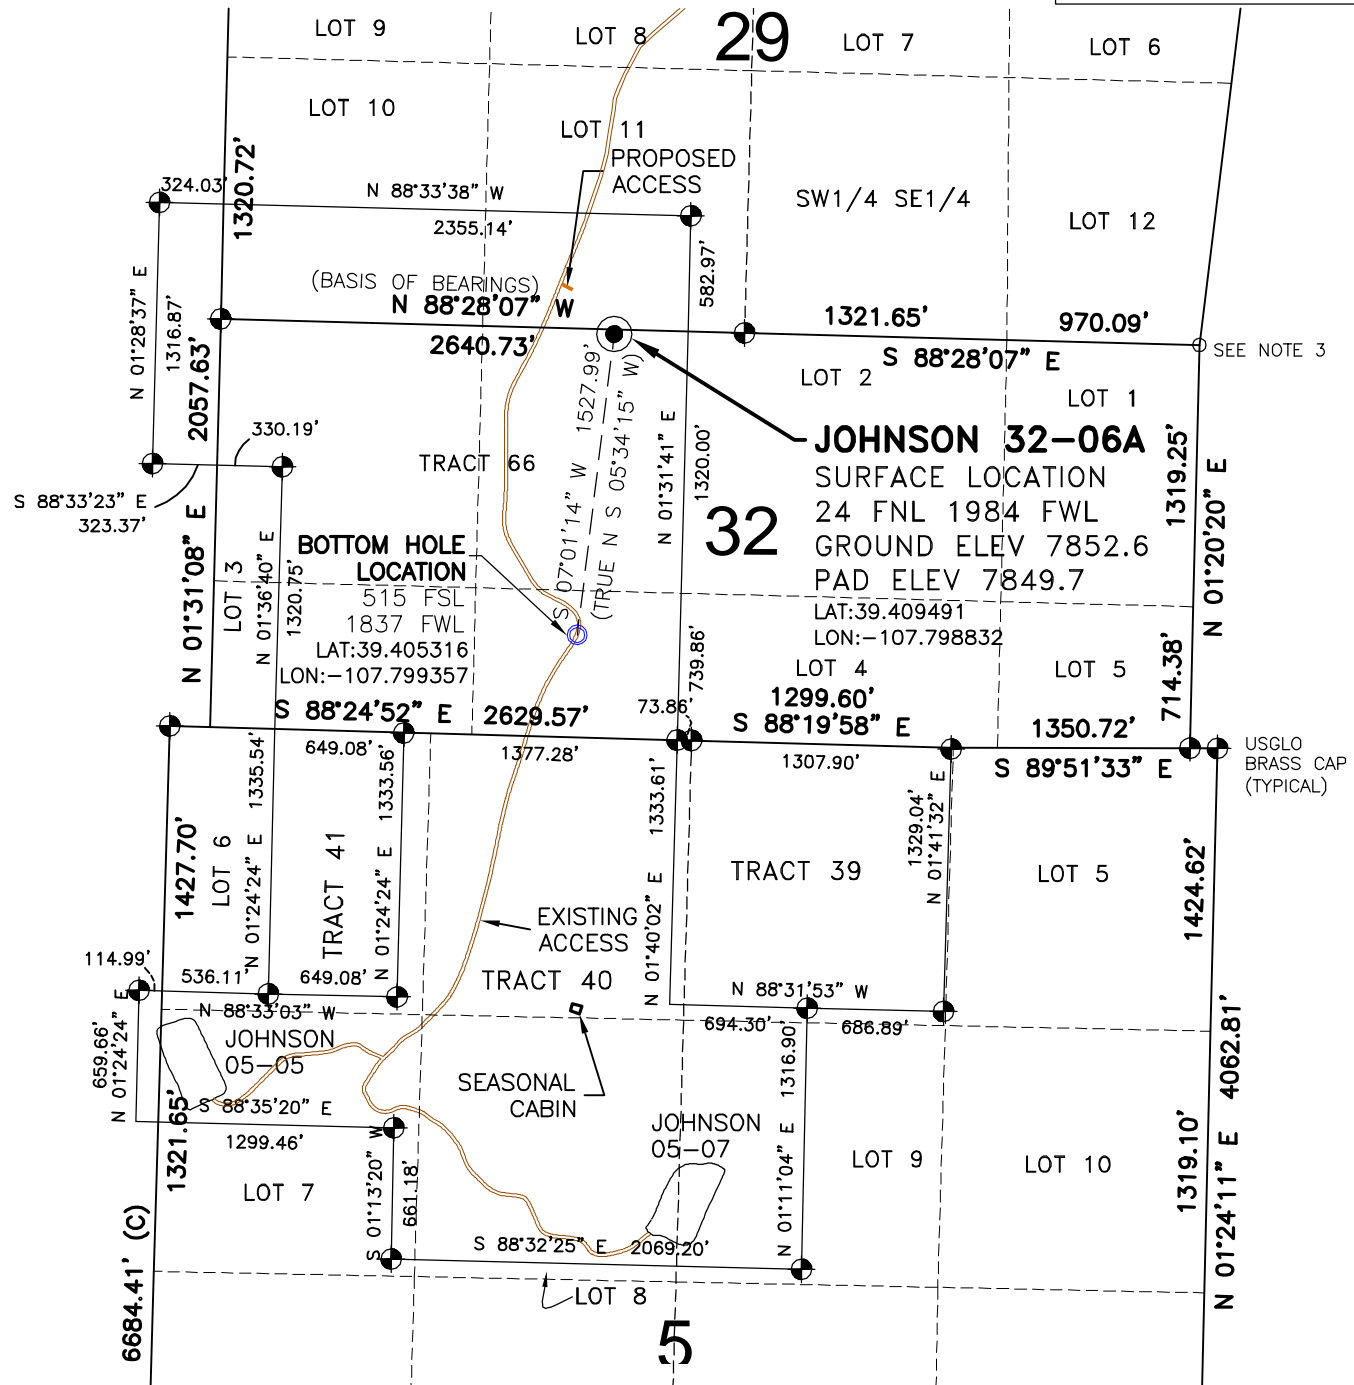 LOT 9
LOT 8
29
LOT 7
LOT 6
LOT 10
LOT 11
PROPOSED
ACCESS
1320.72'
324.03'
N 88°33'38" W
2355.14'
SW1/4 SE1/4
LOT 12
582.97'
(BASIS OF BEARINGS)
N 88°28'07" W
2640.73'
1321.65'
970.09'
S 88°28'07" E
SEE NOTE 3
N 01°28'37" E
1316.87'
2057.63'
LOT 2
LOT 1
330.19'
S 88°33'23" E
323.37'
TRACT 66
S 07°01'14" W 1527.99'
(TRUE N S 05°34'15" W)
N 01°31'41" E
1320.00'
32
JOHNSON 32-06A
SURFACE LOCATION
24 FNL 1984 FWL
GROUND ELEV 7852.6
PAD ELEV 7849.7
LAT:39.409491
LON:-107.798832
1319.25'
N 01°20'20" E
N 01°31'08" E
LOT 3
N 01°36'40" E
1320.75'
BOTTOM HOLE
LOCATION
515 FSL
1837 FWL
LAT:39.405316
LON:-107.799357
739.86'
73.86'
LOT 4
LOT 5
714.38'
1299.60'
S 88°24'52" E
2629.57'
S 88°19'58" E
1350.72'
649.08'
1377.28'
1307.90'
S 89°51'33" E
USGLO
BRASS CAP
(TYPICAL)
1427.70'
LOT 6
N 01°24'24" E 1335.54'
TRACT 41
N 01°24'24" E 1333.56'
N 01°40'02" E 1333.61'
TRACT 39
1329.04'
N 01°41'32" E
LOT 5
1424.62'
EXISTING
ACCESS
TRACT 40
114.99'
536.11'
649.08'
N 88°33'03" W
N 88°31'53" W
694.30'
686.89'
659.66'
N 01°24'24" E
JOHNSON
05-05
SEASONAL
CABIN
1316.90'
N 01°11'04" E
4062.81'
N 01°24'11" E
S 88°35'20" E
1299.46'
1321.65'
S 01°13'20" W
661.18'
JOHNSON
05-07
LOT 7
LOT 9
LOT 10
1319.10'
S 88°32'25" E 2069.20'
6684.41' (C)
LOT 8
5